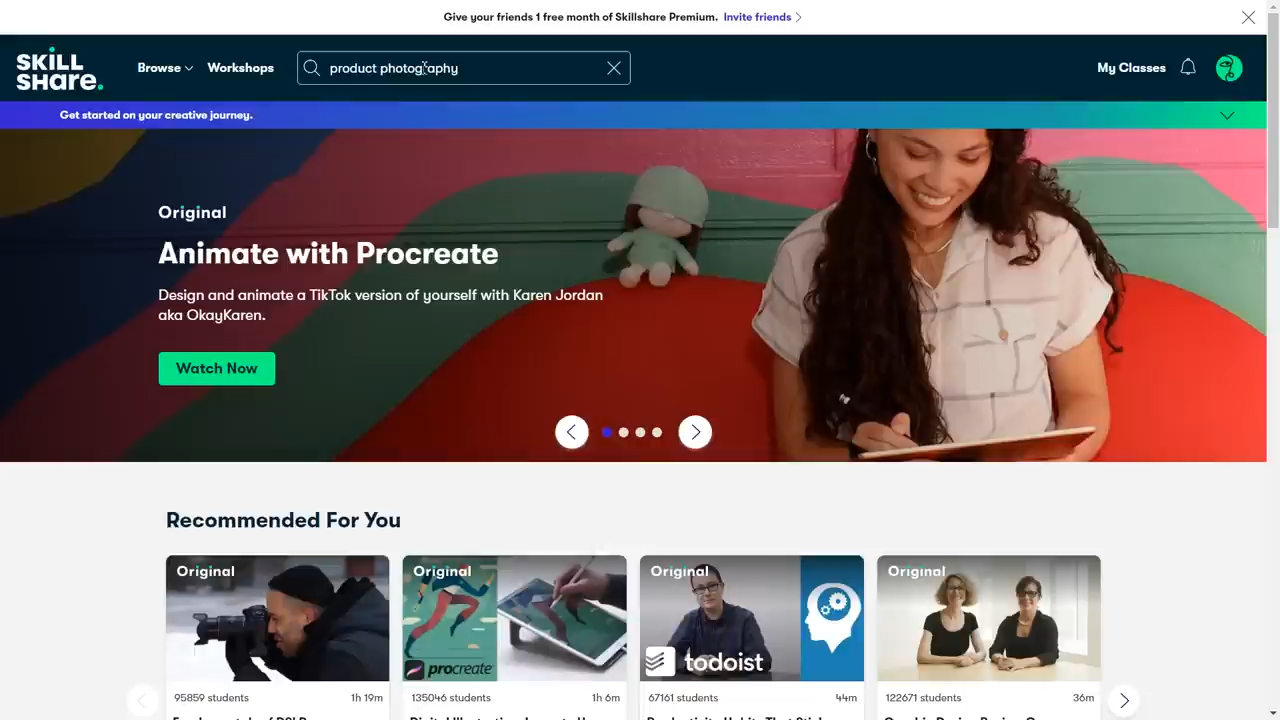 Give your friends 1 free month of Skillshare Premium. Invite friends
SKILL
SHare.
Browse
Workshops
product photography
My Classes
Get started on your creative journey.
Original
Animate with Procreate
Design and animate a TikTok version of yourself with Karen Jordan
aka OkayKaren.
Watch Now
Recommended For You
Original
Original
Original
Original
procreate
todoist
95859 students
1h 19m
135046 students
1h 6m
67161 students
44m
122671 students
36m